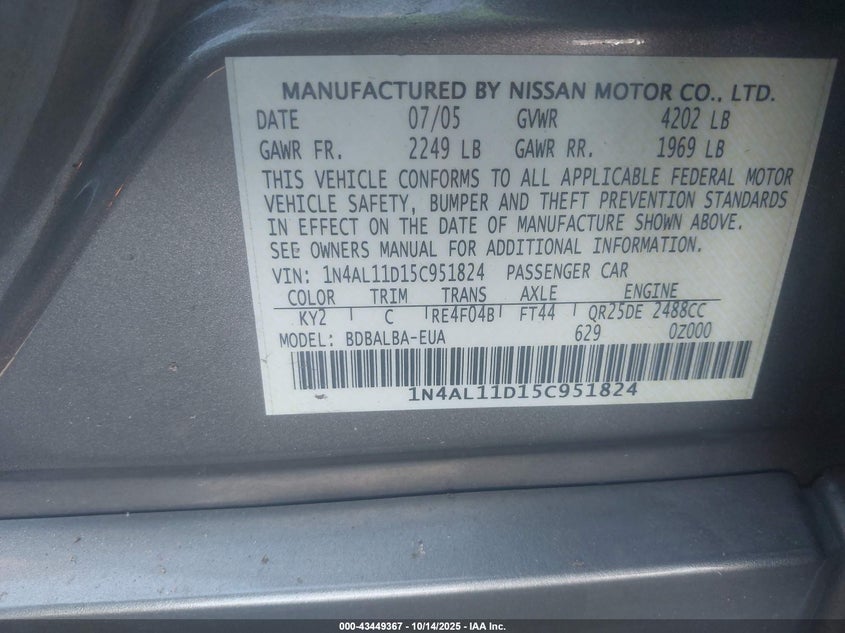 MANUFACTURED BY NISSAN MOTOR CO., LTD.
DATE 07/05 GVWR 4202 LB
GAWR FR. 2249 LB GAWR RR. 1969 LB
THIS VEHICLE CONFORMS TO ALL APPLICABLE FEDERAL MOTOR
VEHICLE SAFETY, BUMPER AND THEFT PREVENTION STANDARDS
IN EFFECT ON THE DATE OF MANUFACTURE SHOWN ABOVE.
SEE OWNERS MANUAL FOR ADDITIONAL INFORMATION.
VIN: 1N4AL11D15C951824 PASSENGER CAR
COLOR TRIM TRANS AXLE ENGINE
KY2 C RE4F04B FT44 QR25DE 2488CC
MODEL: BDBALBA-EUA 629 0Z000
1N4AL11D15C951824
000-43449367 - 10/14/2025 - IAA Inc.